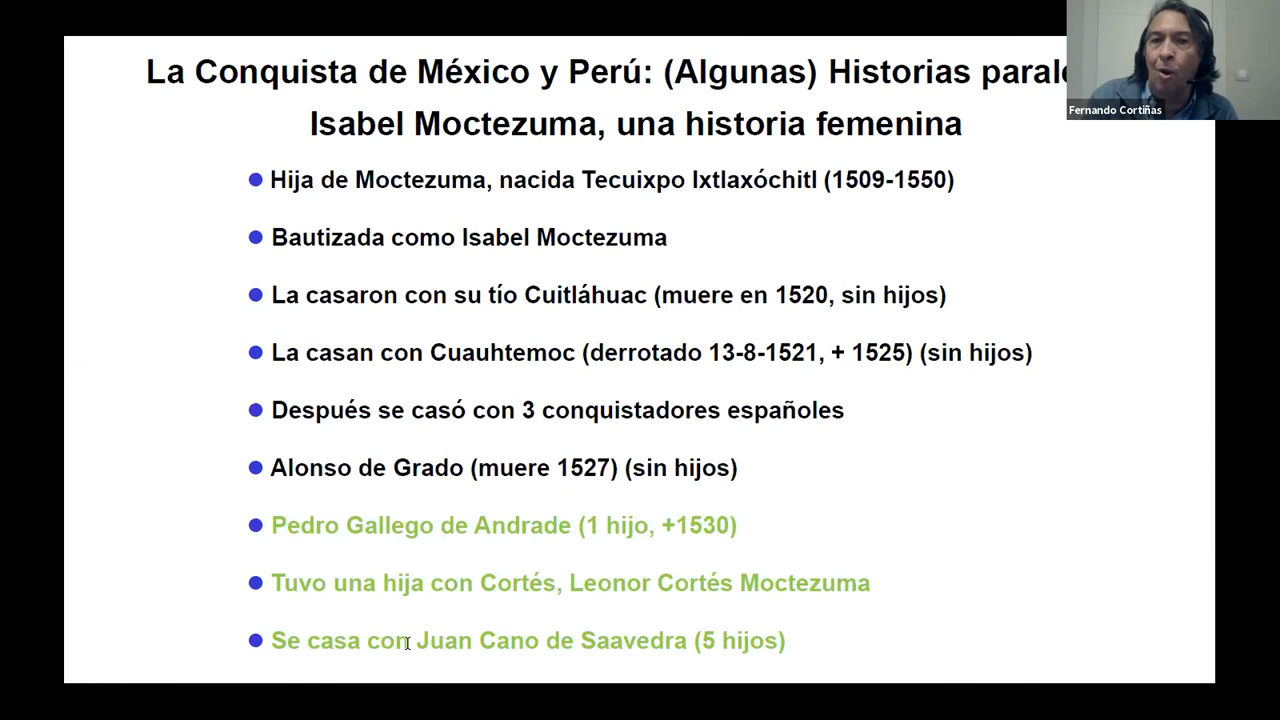 La Conquista de México y Perú: (Algunas) Historias
Isabel Moctezuma, una historia femenina
Fernando Cortiñas
Hija de Moctezuma, nacida Tecuixpo Ixtlaxóchitl (1509-1550)
Bautizada como Isabel Moctezuma
La casaron con su tío Cuitláhuac (muere en 1520, sin hijos)
La casan con Cuauhtemoc (derrotado 13-8-1521, + 1525) (sin hijos)
Después se casó con 3 conquistadores españoles
Alonso de Grado (muere 1527) (sin hijos)
Pedro Gallego de Andrade (1 hijo, +1530)
Tuvo una hija con Cortés, Leonor Cortés Moctezuma
Se casa con Juan Cano de Saavedra (5 hijos)